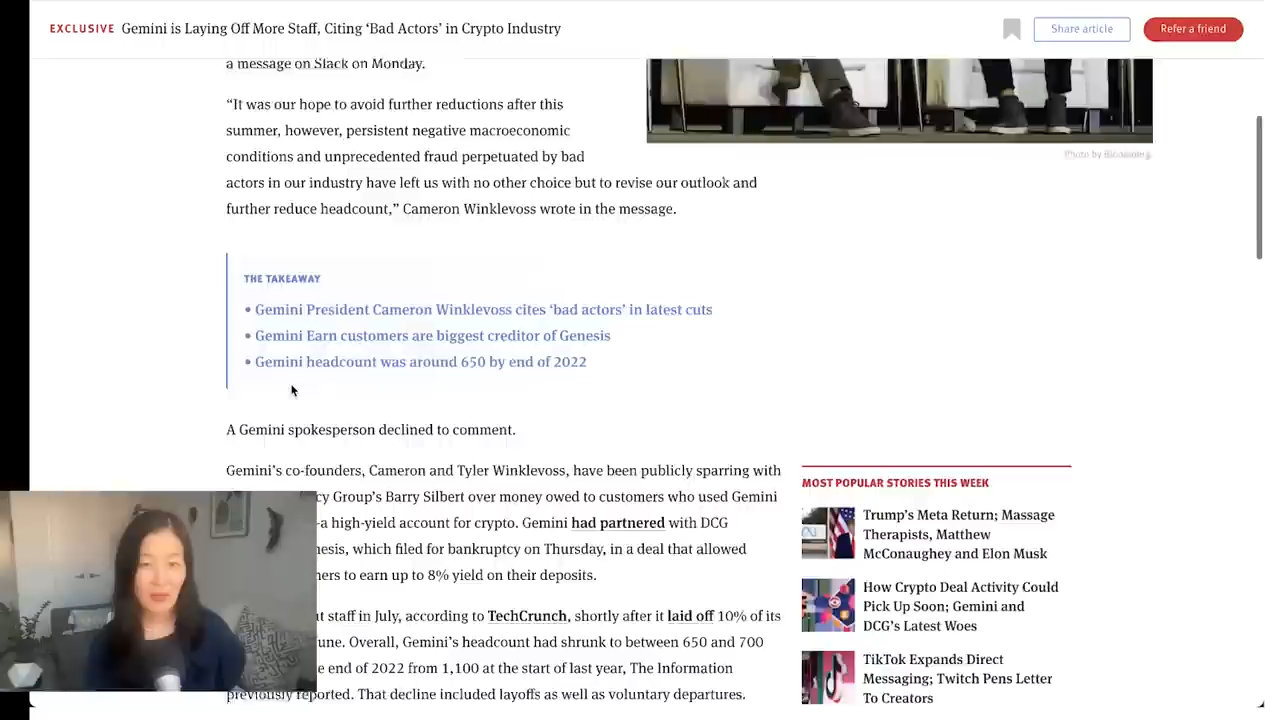 EXCLUSIVE Gemini is Laying Off More Staff, Citing ‘Bad Actors’ in Crypto Industry
Share article
Refer a friend
a message on Slack on Monday.
“It was our hope to avoid further reductions after this
summer, however, persistent negative macroeconomic
conditions and unprecedented fraud perpetuated by bad
actors in our industry have left us with no other choice but to revise our outlook and
further reduce headcount,” Cameron Winklevoss wrote in the message.
Photo by Bloomberg.
THE TAKEAWAY
• Gemini President Cameron Winklevoss cites ‘bad actors’ in latest cuts
• Gemini Earn customers are biggest creditor of Genesis
• Gemini headcount was around 650 by end of 2022
A Gemini spokesperson declined to comment.
Gemini’s co-founders, Cameron and Tyler Winklevoss, have been publicly sparring with
cy Group’s Barry Silbert over money owed to customers who used Gemini
–a high-yield account for crypto. Gemini had partnered with DCG
nesis, which filed for bankruptcy on Thursday, in a deal that allowed
ners to earn up to 8% yield on their deposits.
ut staff in July, according to TechCrunch, shortly after it laid off 10% of its
une. Overall, Gemini’s headcount had shrunk to between 650 and 700
e end of 2022 from 1,100 at the start of last year, The Information
previously reported. That decline included layoffs as well as voluntary departures.
MOST POPULAR STORIES THIS WEEK
Trump’s Meta Return; Massage
Therapists, Matthew
McConaughey and Elon Musk
How Crypto Deal Activity Could
Pick Up Soon; Gemini and
DCG’s Latest Woes
TikTok Expands Direct
Messaging; Twitch Pens Letter
To Creators